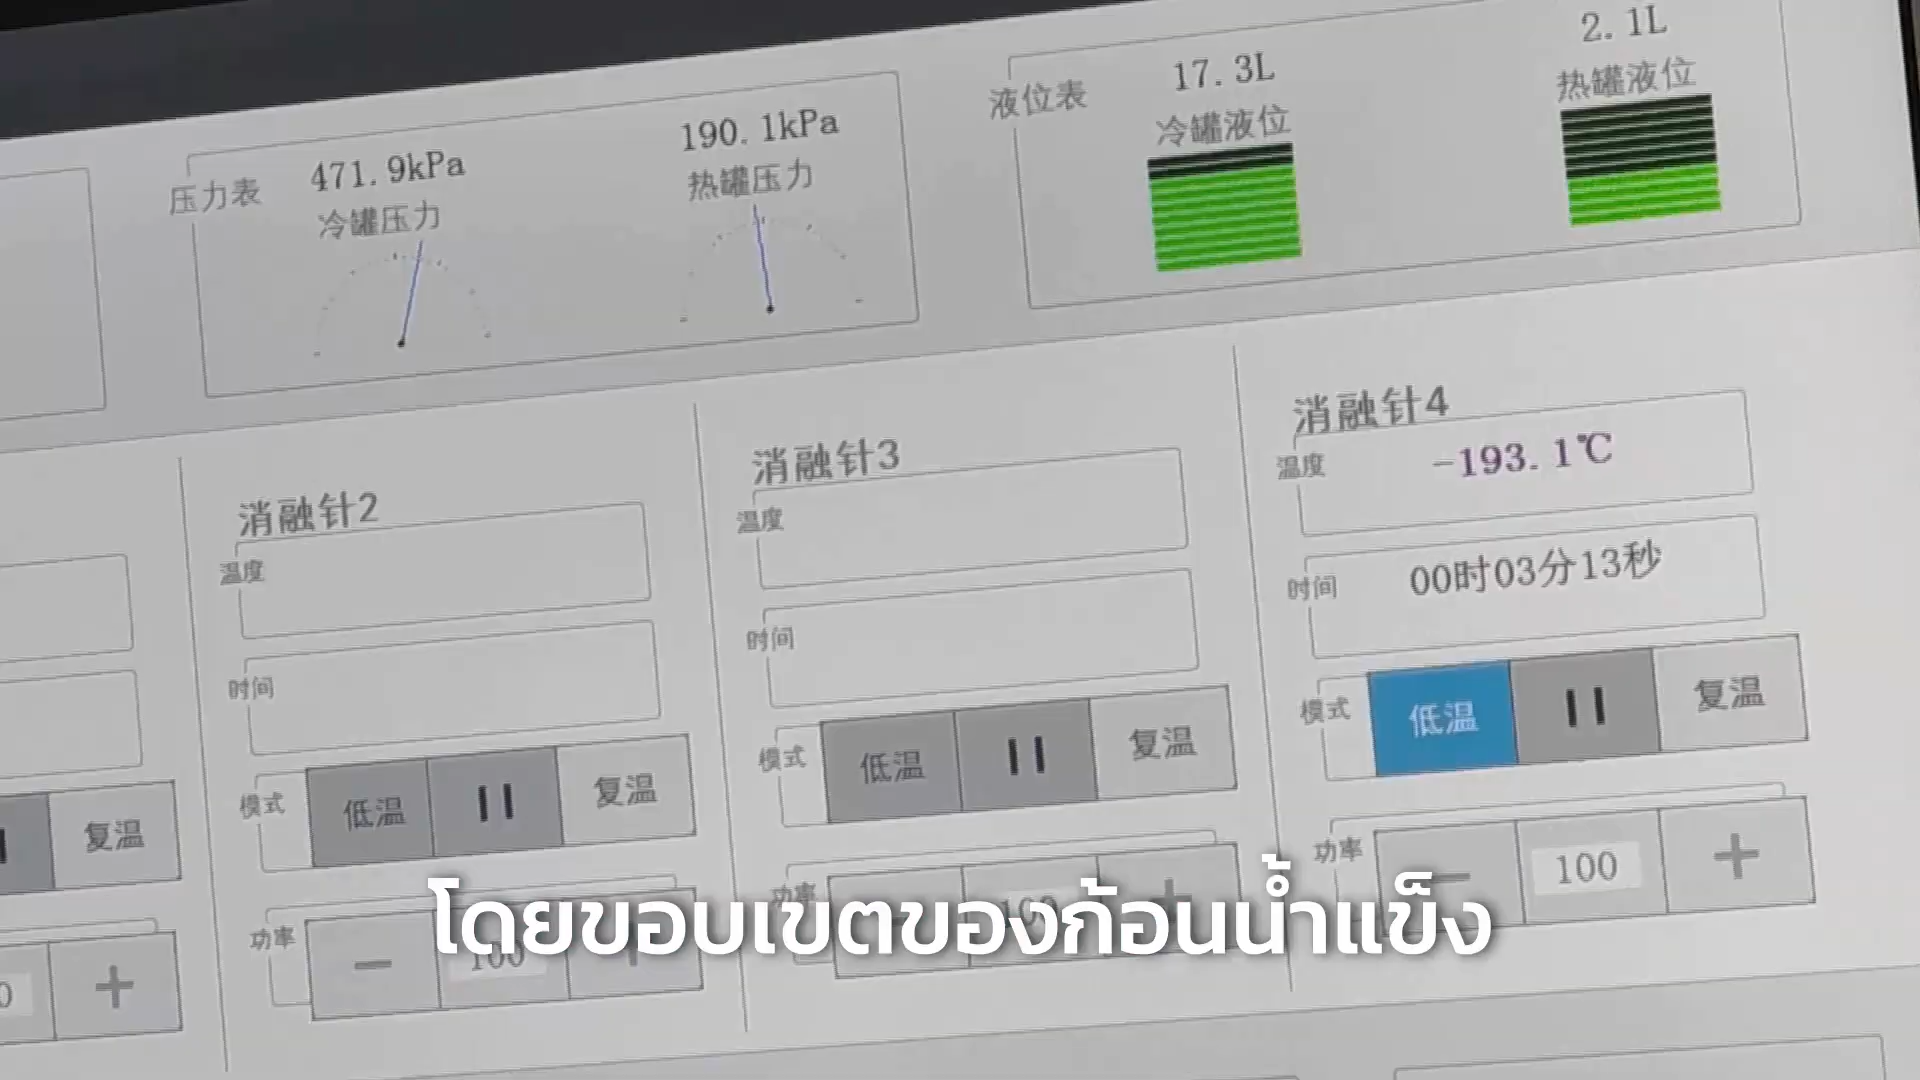 压力表
471.9kPa
冷罐压力
190.1kPa
热罐压力
液位表
17.3L
冷罐液位
2.1L
热罐液位
复温
+
消融针2
温度
时间
模式
低温
复温
功率
−
100
+
消融针3
温度
时间
模式
低温
复温
功率
100
+
消融针4
温度
-193.1℃
时间
00时03分13秒
模式
低温
复温
功率
−
100
+
โดยขอบเขตของก้อนน้ำแข็ง